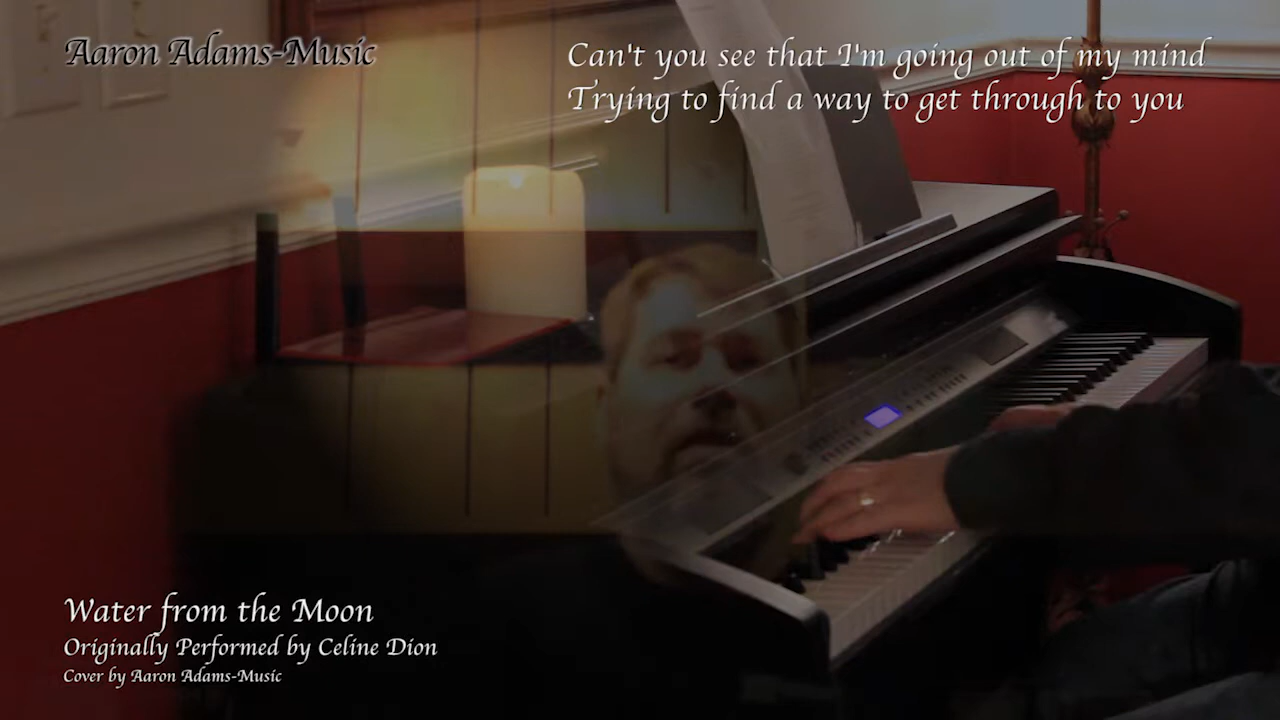 Aaron Adams-Music
Can't you see that I'm going out of my mind
Trying to find a way to get through to you
Water from the Moon
Originally Performed by Celine Dion
Cover by Aaron Adams-Music